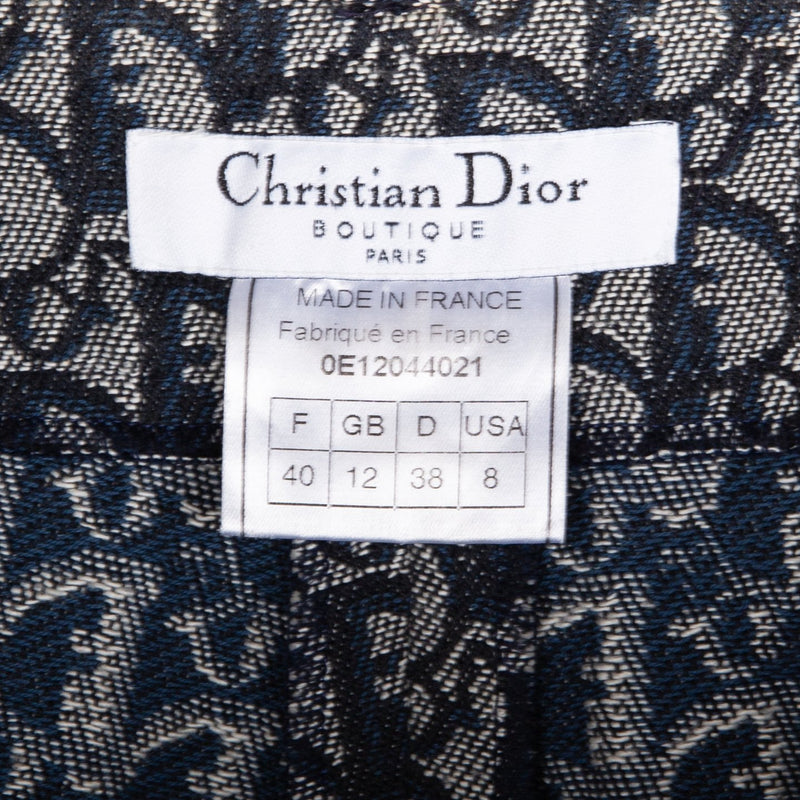 Christian Dior
BOUTIQUE
PARIS
MADE IN FRANCE
Fabriqué en France
0E12044021
F GB D USA
40 12 38 8